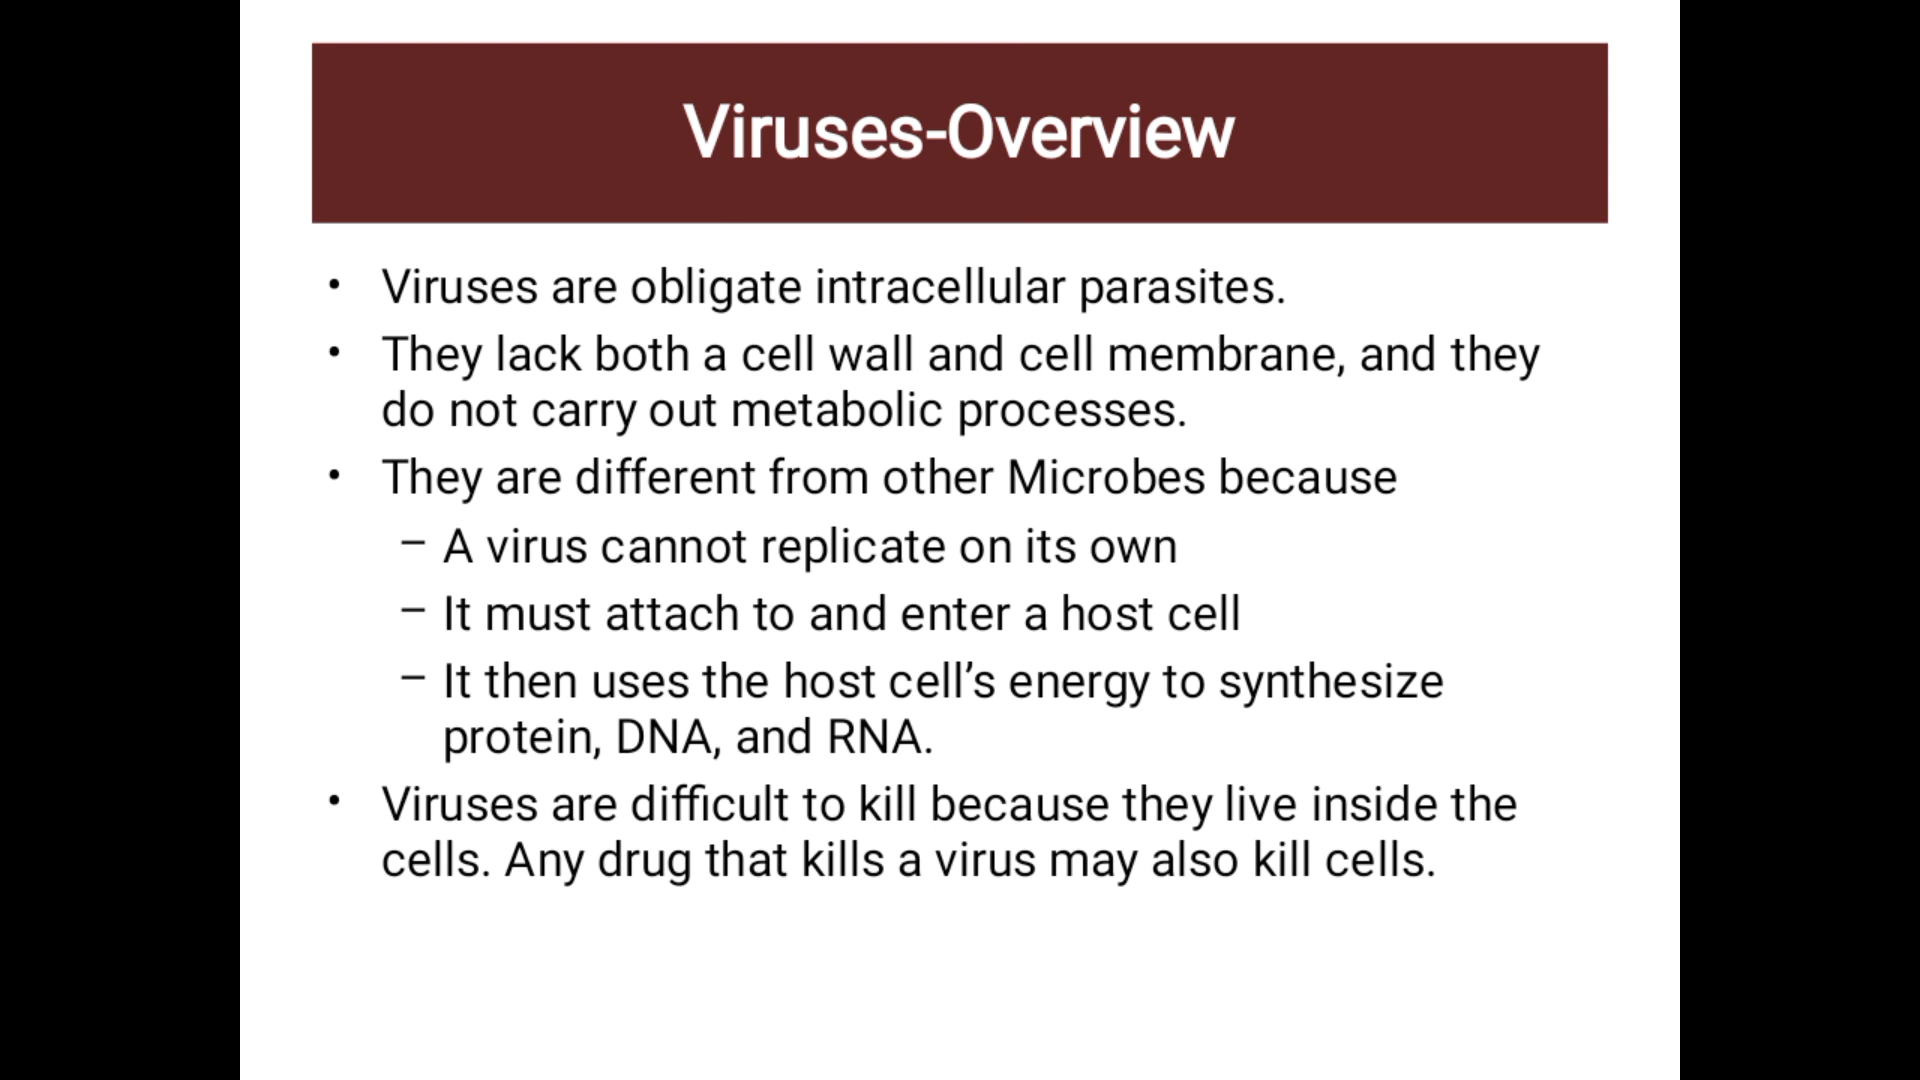 Viruses-Overview
• Viruses are obligate intracellular parasites.
• They lack both a cell wall and cell membrane, and they
do not carry out metabolic processes.
• They are different from other Microbes because
– A virus cannot replicate on its own
– It must attach to and enter a host cell
– It then uses the host cell’s energy to synthesize
protein, DNA, and RNA.
• Viruses are difficult to kill because they live inside the
cells. Any drug that kills a virus may also kill cells.